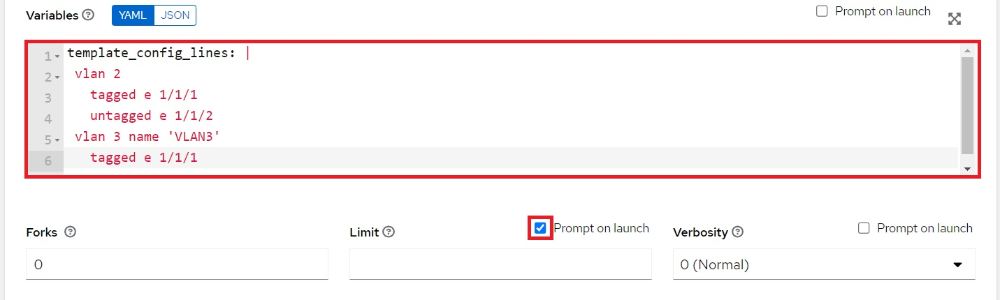 Variables YAML JSON Prompt on launch
1 template_config_lines: |
2 vlan 2
3 tagged e 1/1/1
4 untagged e 1/1/2
5 vlan 3 name 'VLAN3'
6 tagged e 1/1/1
Forks Limit Prompt on launch Verbosity Prompt on launch
0 0 (Normal)